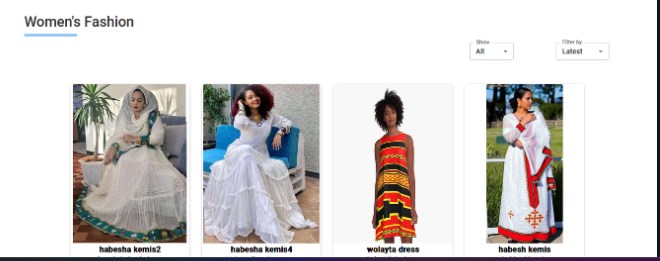 Women's Fashion
Show
All
Filter by
Latest
habesha kemis2
habesha kemis4
wolayta dress
habesh kemis